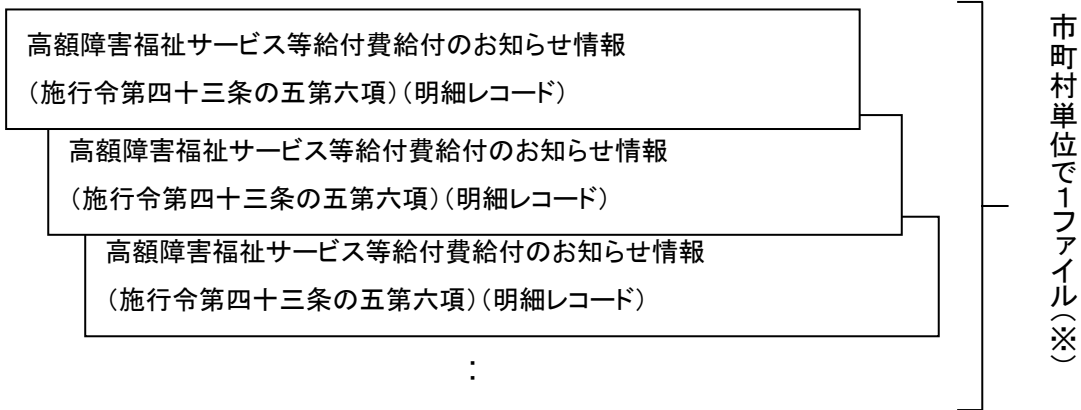 高額障害福祉サービス等給付費給付のお知らせ情報
（施行令第四十三条の五第六項）（明細レコード）
高額障害福祉サービス等給付費給付のお知らせ情報
（施行令第四十三条の五第六項）（明細レコード）
高額障害福祉サービス等給付費給付のお知らせ情報
（施行令第四十三条の五第六項）（明細レコード）
：
市町村単位で１ファイル（※）